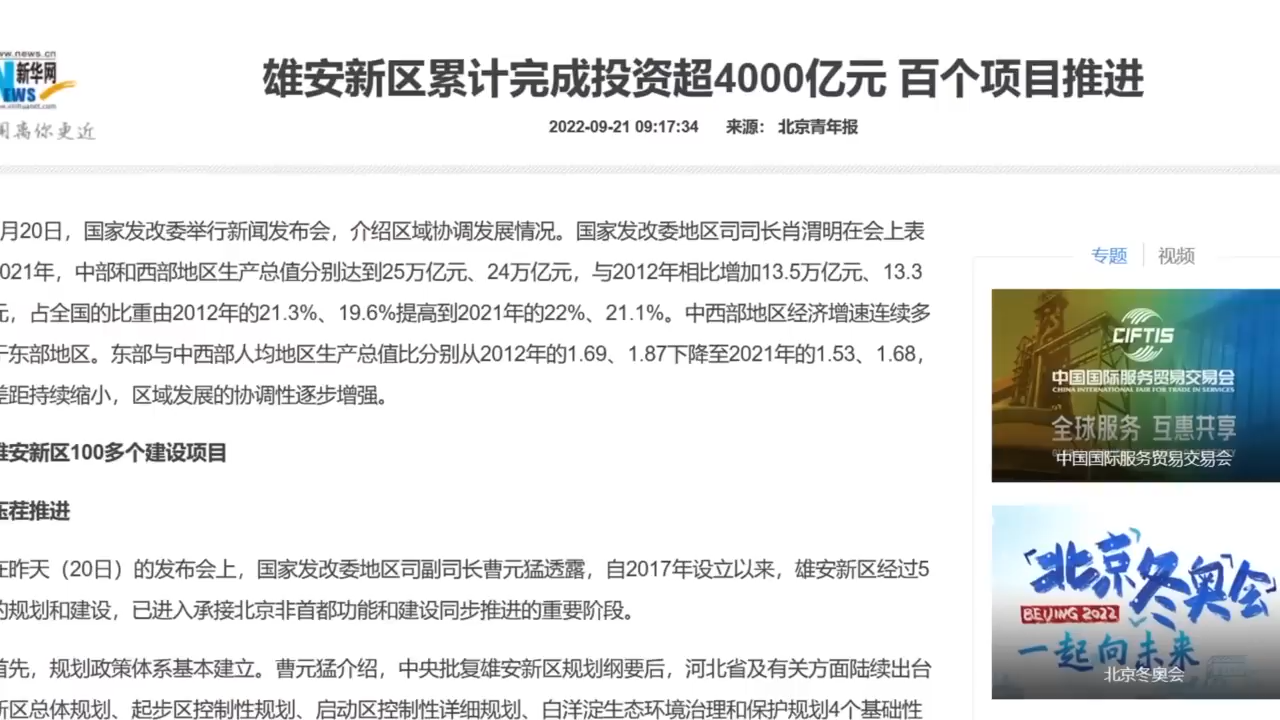 www.news.cn
新华网
NEWS
www.xinhuanet.com
闻离你更近
雄安新区累计完成投资超4000亿元 百个项目推进
2022-09-21 09:17:34 来源： 北京青年报
月20日，国家发改委举行新闻发布会，介绍区域协调发展情况。国家发改委地区司司长肖渭明在会上表
021年，中部和西部地区生产总值分别达到25万亿元、24万亿元，与2012年相比增加13.5万亿元、13.3
元，占全国的比重由2012年的21.3%、19.6%提高到2021年的22%、21.1%。中西部地区经济增速连续多
于东部地区。东部与中西部人均地区生产总值比分别从2012年的1.69、1.87下降至2021年的1.53、1.68，
差距持续缩小，区域发展的协调性逐步增强。
雄安新区100多个建设项目
压茬推进
在昨天（20日）的发布会上，国家发改委地区司副司长曹元猛透露，自2017年设立以来，雄安新区经过5
的规划和建设，已进入承接北京非首都功能和建设同步推进的重要阶段。
首先，规划政策体系基本建立。曹元猛介绍，中央批复雄安新区规划纲要后，河北省及有关方面陆续出台
新区总体规划、起步区控制性规划、启动区控制性详细规划、白洋淀生态环境治理和保护规划4个基础性
专题 视频
CIFTIS
中国国际服务贸易交易会
CHINA INTERNATIONAL FAIR FOR TRADE IN SERVICES
全球服务 互惠共享
中国国际服务贸易交易会
北京冬奥会
BEIJING 2022
一起向未来
北京冬奥会